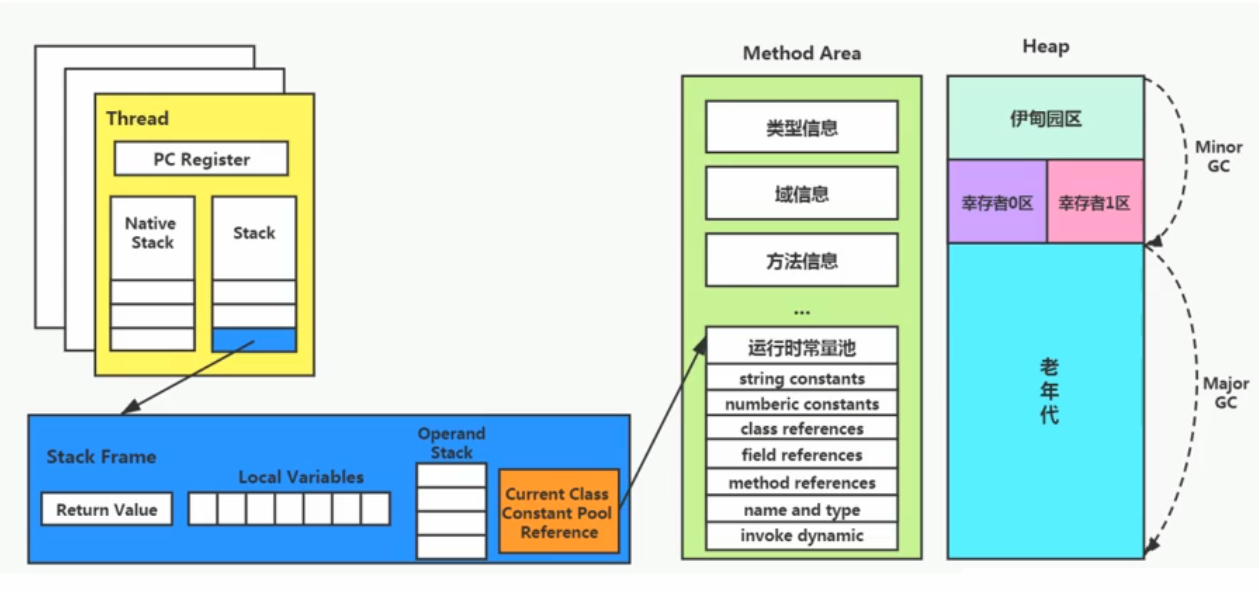 Thread
PC Register
Native
Stack
Stack
Stack Frame
Return Value
Local Variables
Operand
Stack
Current Class
Constant Pool
Reference
Method Area
类型信息
域信息
方法信息
...
运行时常量池
string constants
numberic constants
class references
field references
method references
name and type
invoke dynamic
Heap
伊甸园区
幸存者0区
幸存者1区
老
年
代
Minor
GC
Major
GC